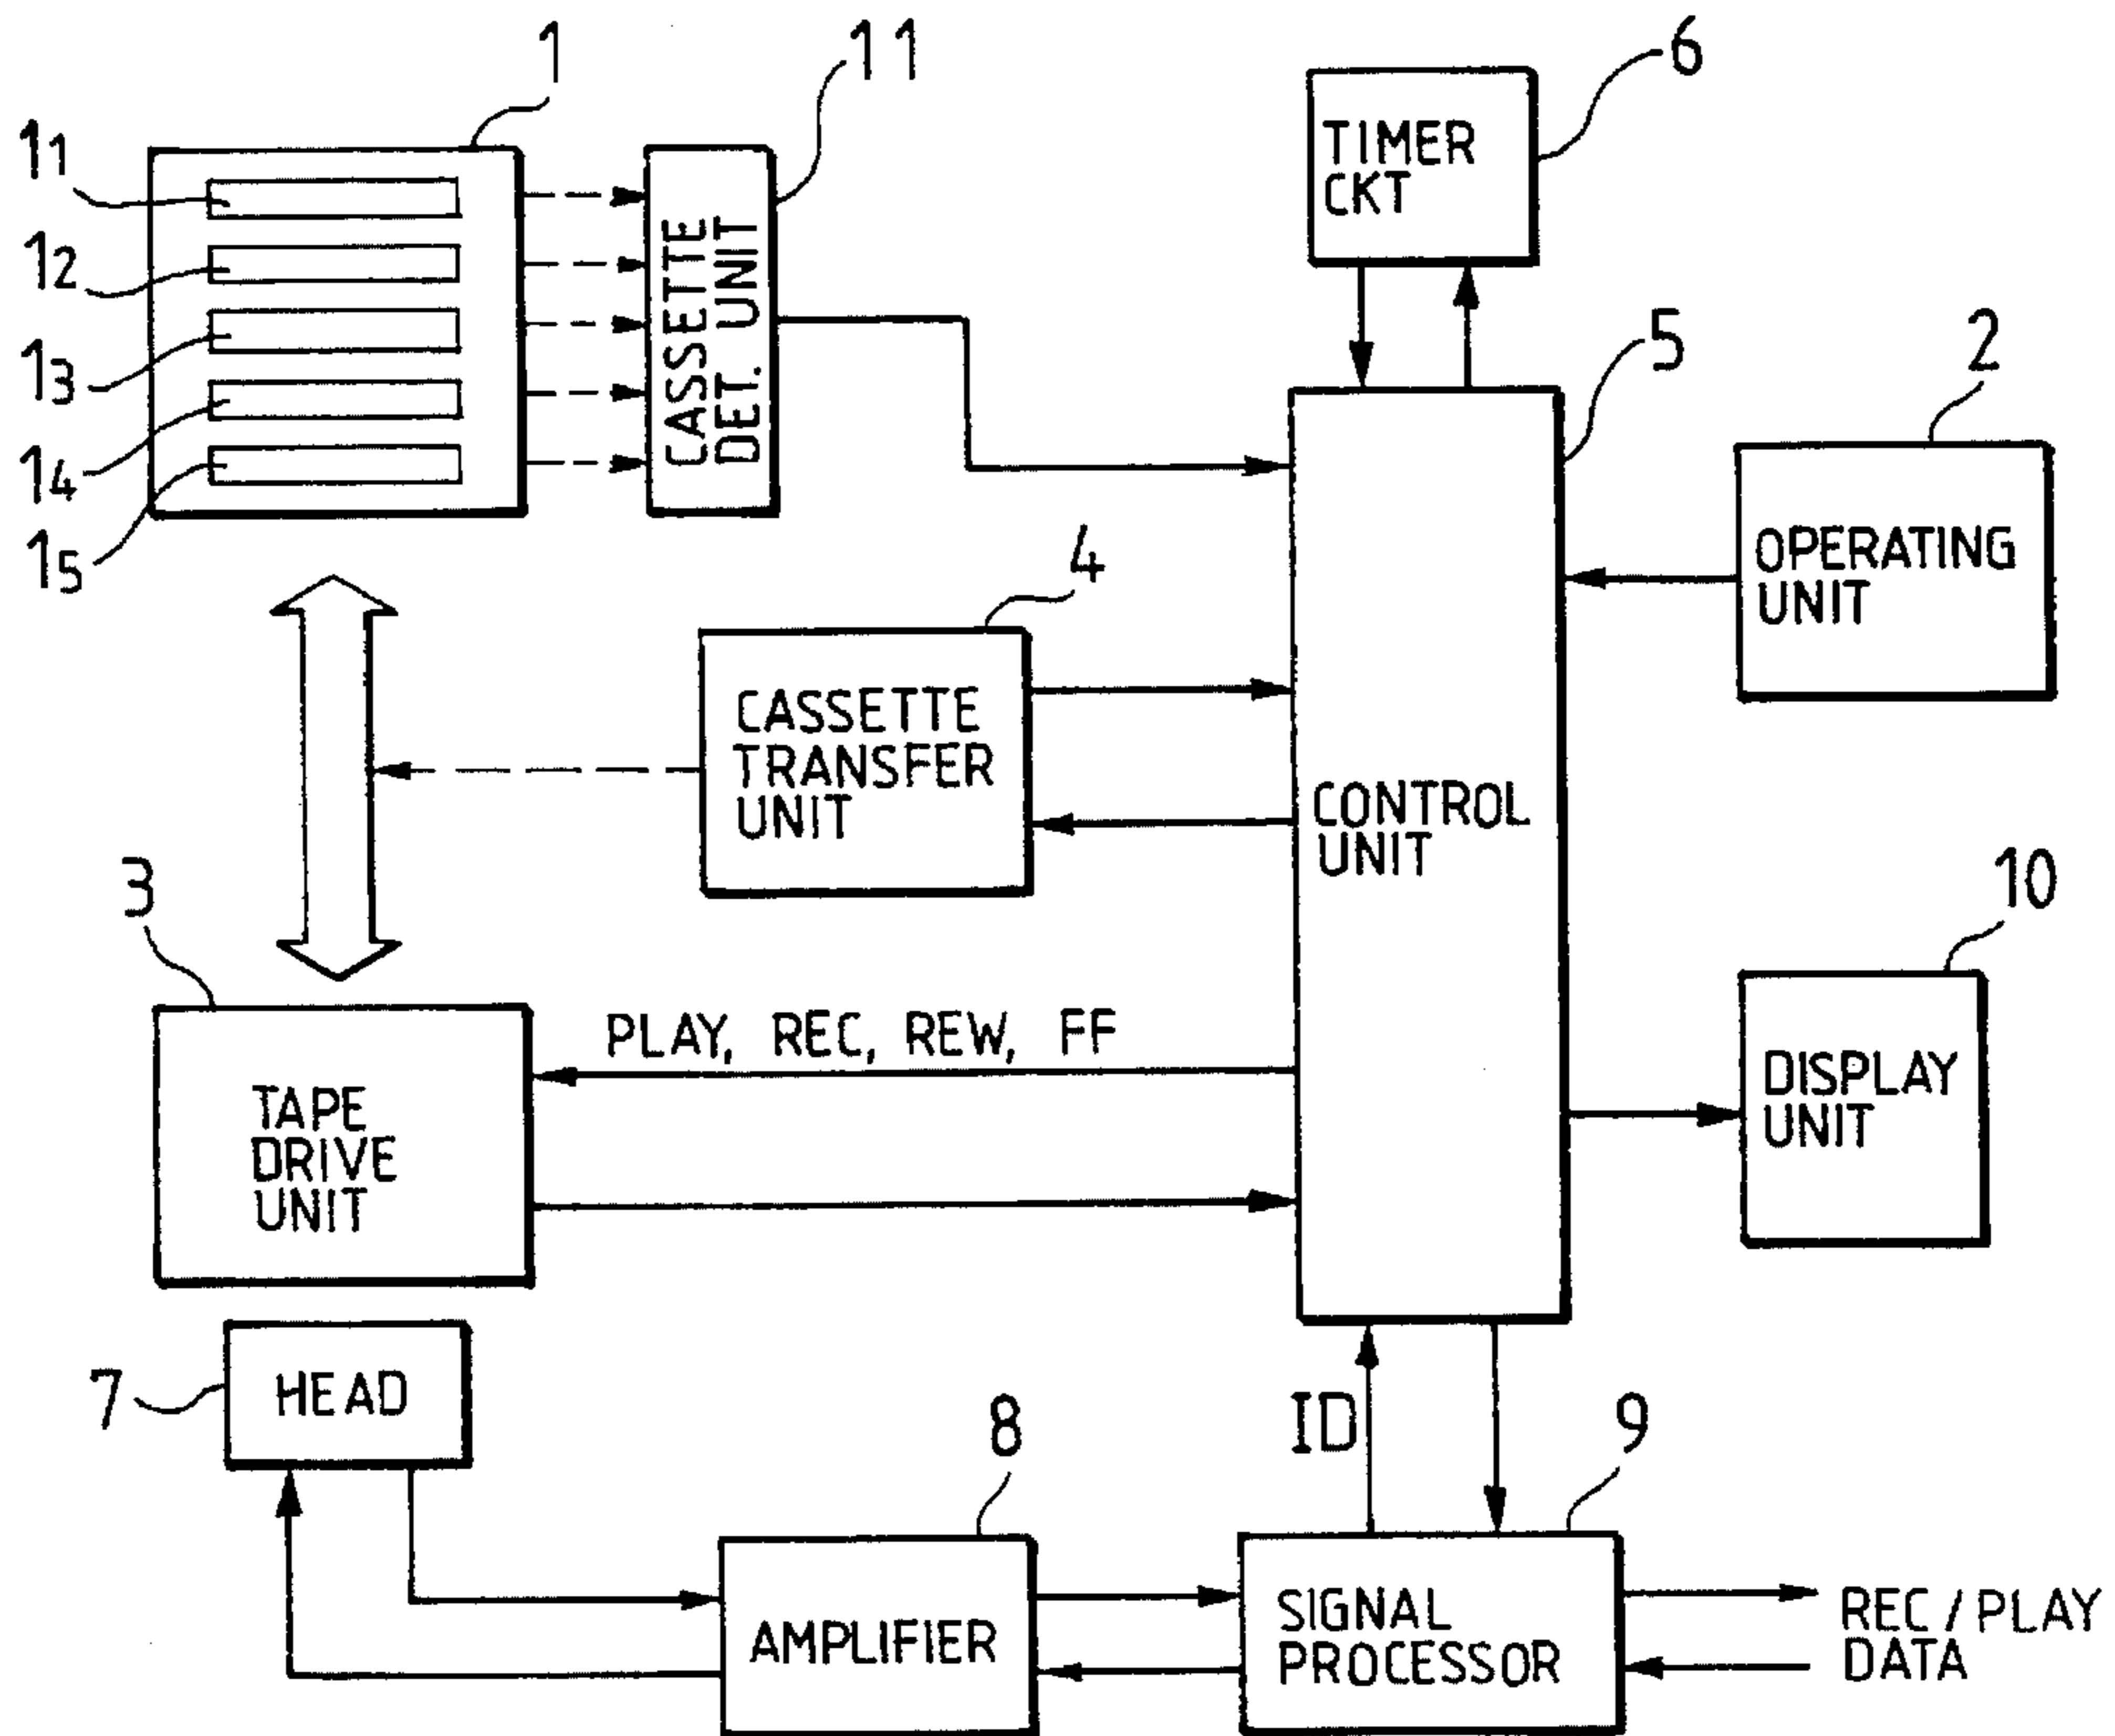 1
11
6
1₁
1₂
1₃
1₄
1₅
CASSETTE
DET. UNIT
TIMER
CKT
5
2
OPERATING
UNIT
4
CASSETTE
TRANSFER
UNIT
CONTROL
UNIT
3
10
PLAY, REC, REW, FF
TAPE
DRIVE
UNIT
DISPLAY
UNIT
7
HEAD
8
ID
9
AMPLIFIER
SIGNAL
PROCESSOR
REC/PLAY
DATA